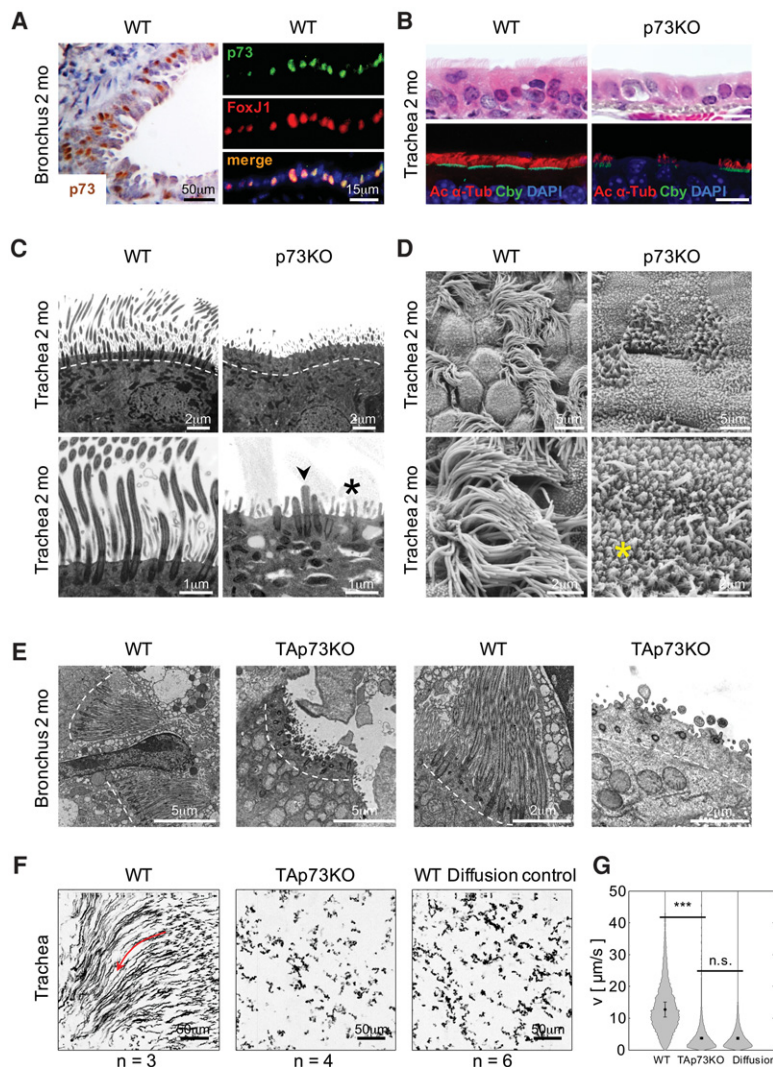 A
WT
WT
Bronchus 2 mo
p73
50µm
p73
FoxJ1
merge
15µm
B
WT
p73KO
Trachea 2 mo
Ac α-Tub Cby DAPI
Ac α-Tub Cby DAPI
C
WT
p73KO
Trachea 2 mo
2µm
2µm
Trachea 2 mo
1µm
1µm
*
D
WT
p73KO
Trachea 2 mo
5µm
5µm
Trachea 2 mo
2µm
*
E
WT
TAp73KO
WT
TAp73KO
Bronchus 2 mo
5µm
5µm
2µm
2µm
F
WT
TAp73KO
WT Diffusion control
Trachea
50µm
50µm
50µm
n = 3
n = 4
n = 6
G
v [ µm/s ]
50
40
30
20
10
0
***
n.s.
WT
TAp73KO
Diffusion